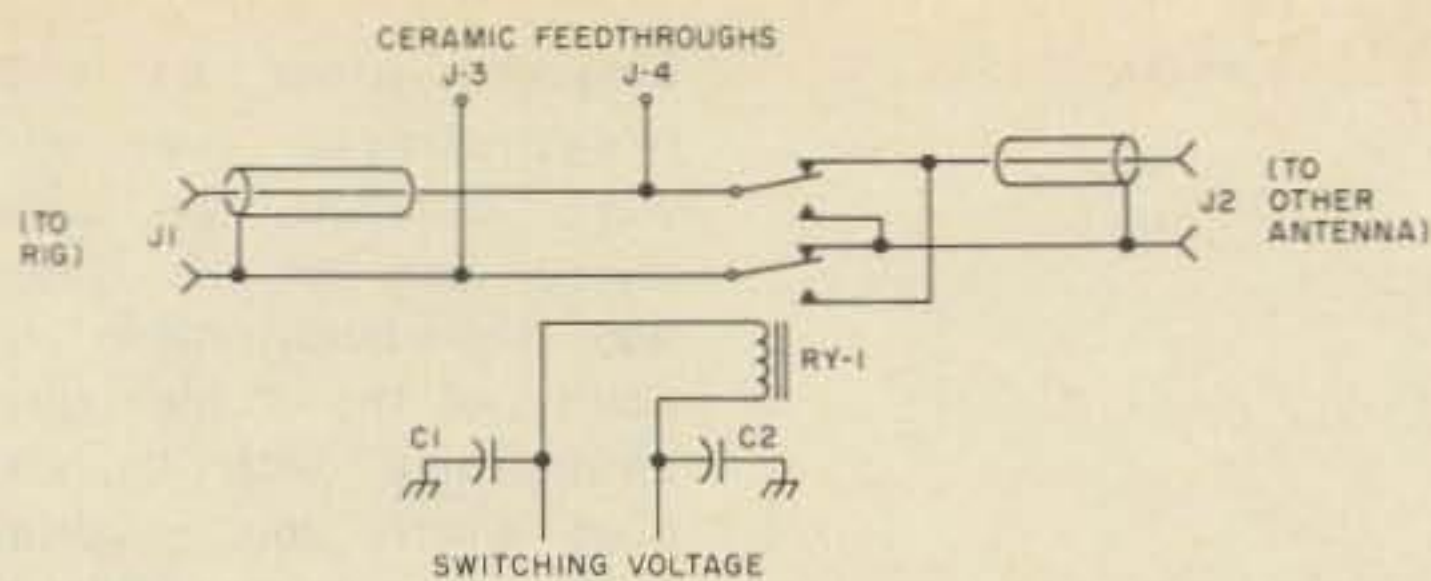 CERAMIC FEEDTHROUGHS
J-3
J-4
(TO
RIG)
J1
J2
(TO
OTHER
ANTENNA)
RY-1
C1
C2
SWITCHING VOLTAGE